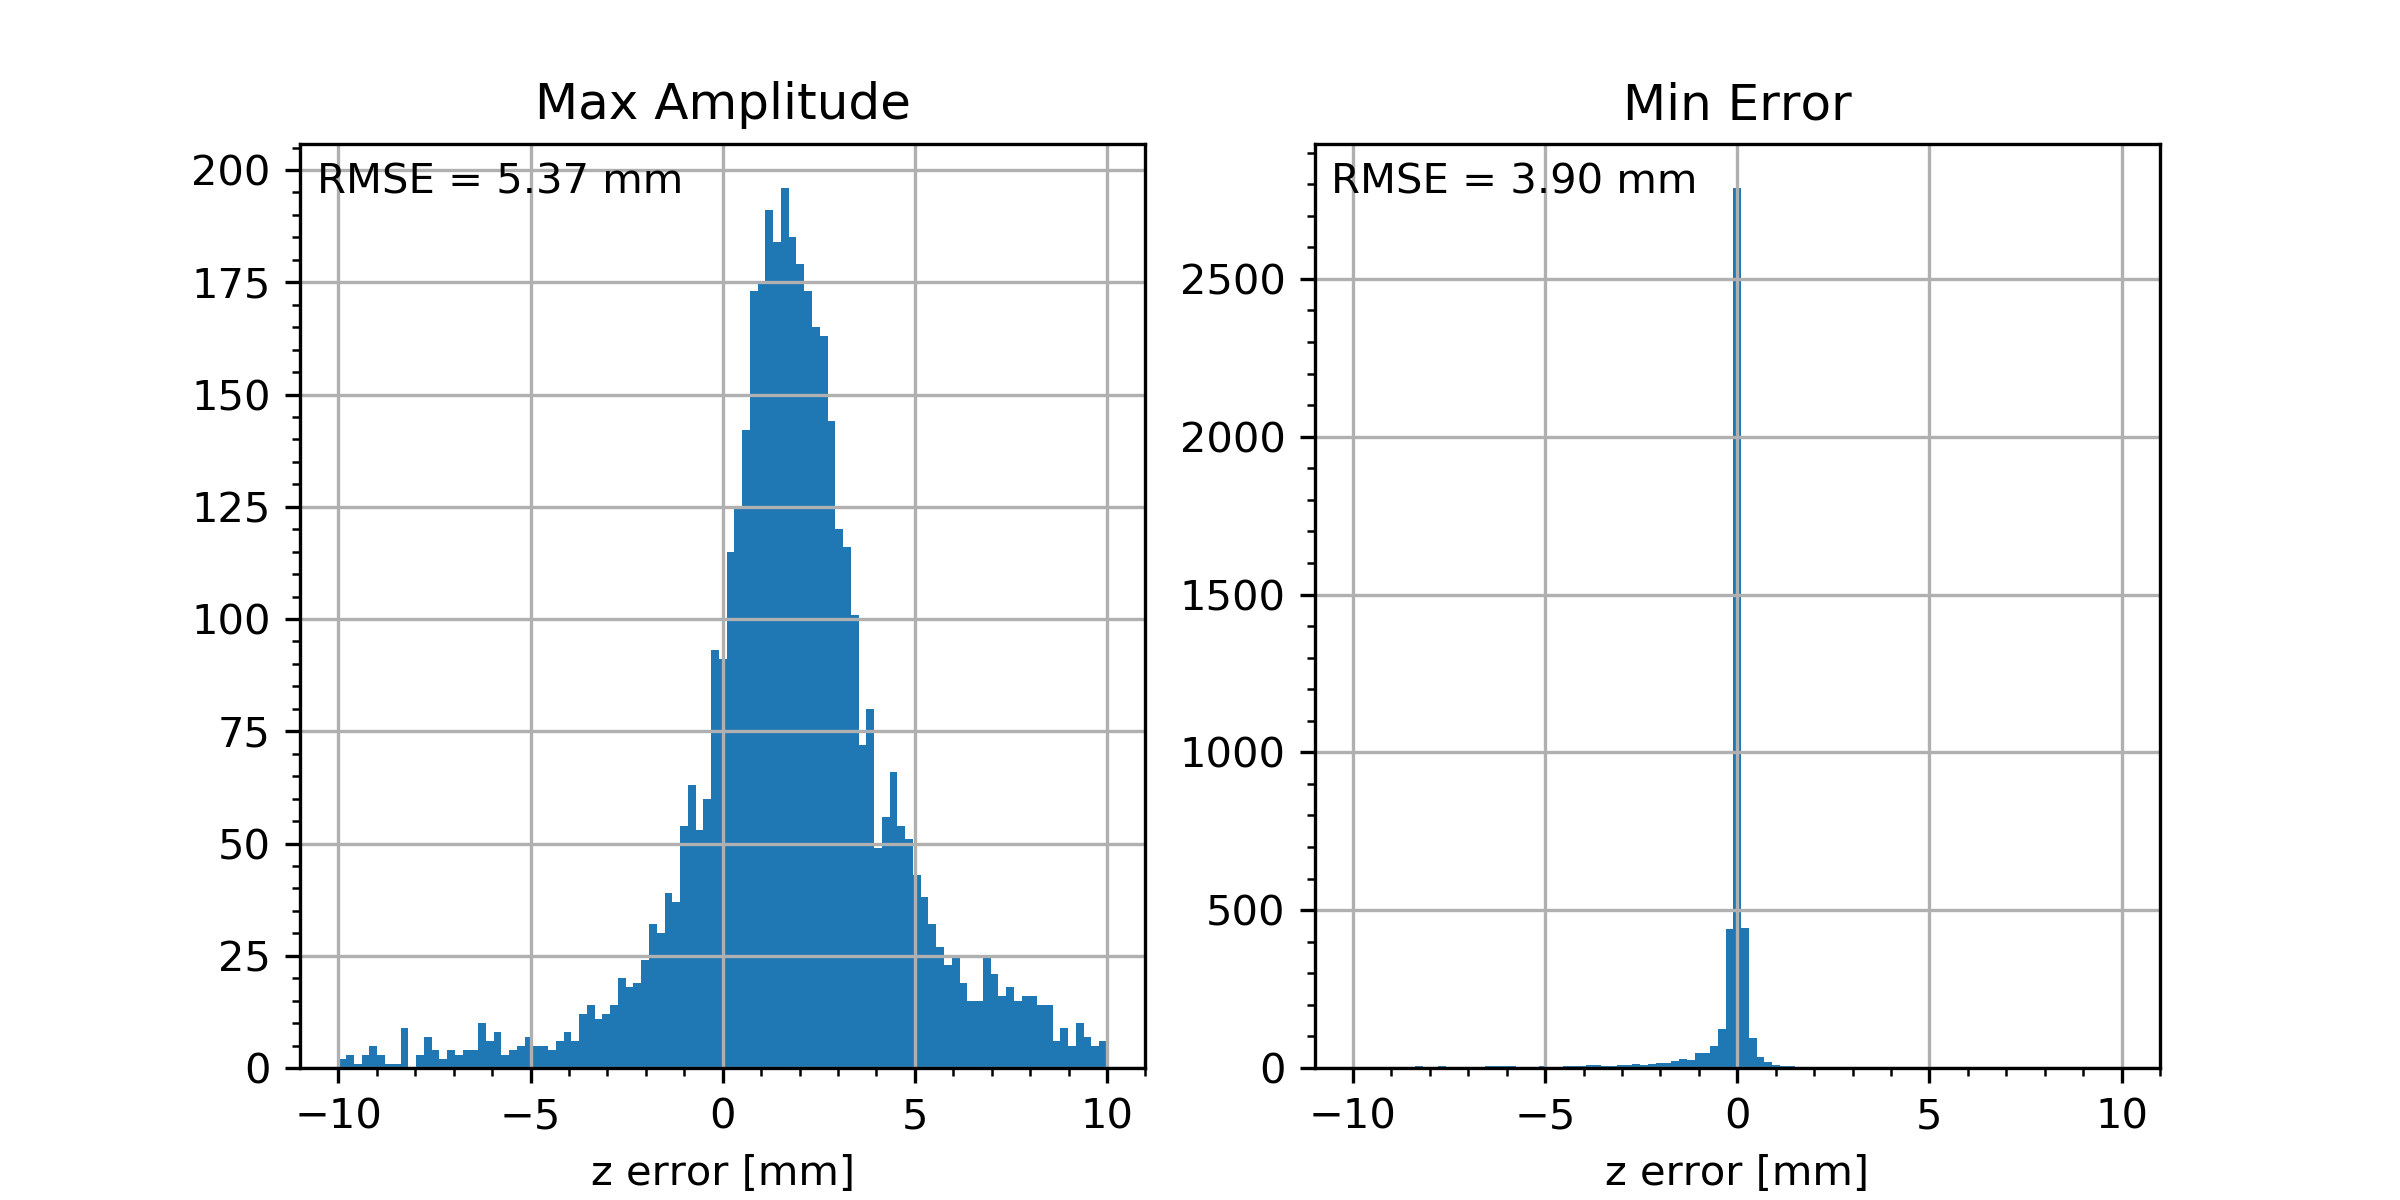 Max Amplitude
RMSE = 5.37 mm
200
175
150
125
100
75
50
25
0
−10 −5 0 5 10
z error [mm]
Min Error
RMSE = 3.90 mm
2500
2000
1500
1000
500
0
−10 −5 0 5 10
z error [mm]